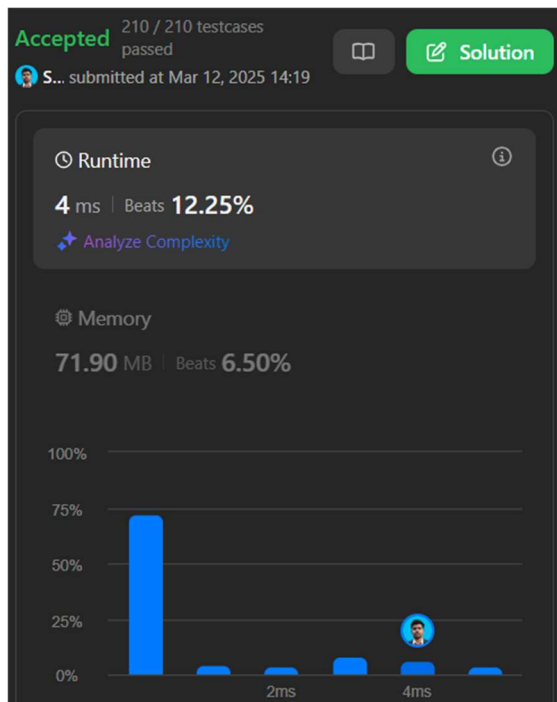 Accepted
210 / 210 testcases
passed
Solution
S... submitted at Mar 12, 2025 14:19
Runtime
4 ms | Beats 12.25%
Analyze Complexity
Memory
71.90 MB | Beats 6.50%
100%
75%
50%
25%
0%
2ms 4ms